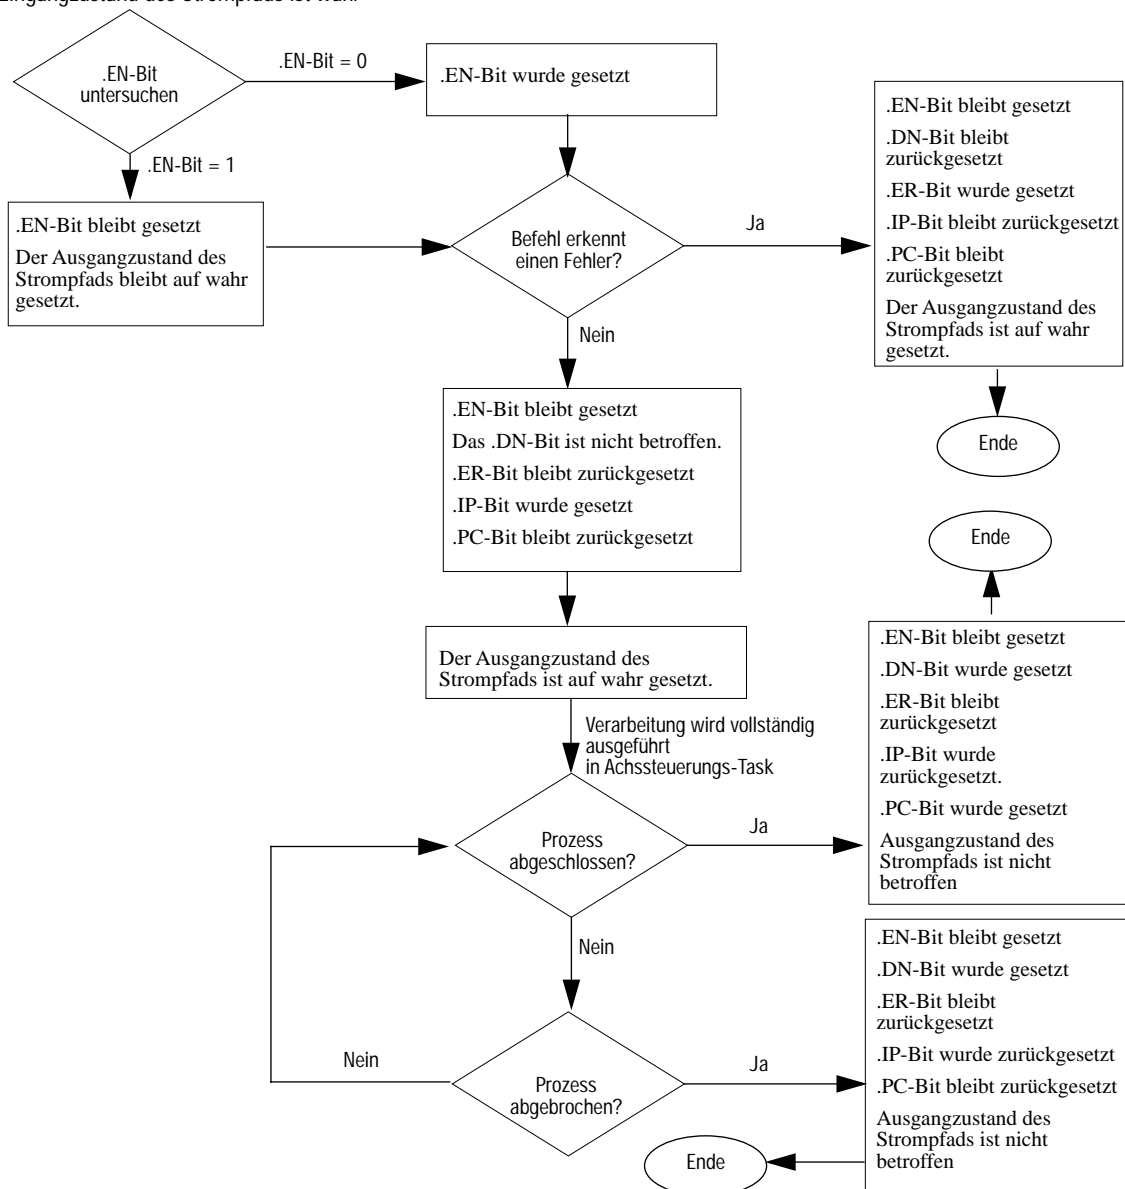 Eingangzustand des Strompfads ist wahr
.EN-Bit
untersuchen
.EN-Bit = 0
.EN-Bit wurde gesetzt
.EN-Bit = 1
.EN-Bit bleibt gesetzt
Der Ausgangzustand des
Strompfads bleibt auf wahr
gesetzt.
Befehl erkennt
einen Fehler?
Ja
.EN-Bit bleibt gesetzt
.DN-Bit bleibt
zurückgesetzt
.ER-Bit wurde gesetzt
.IP-Bit bleibt zurückgesetzt
.PC-Bit bleibt
zurückgesetzt
Der Ausgangzustand des
Strompfads ist auf wahr
gesetzt.
Ende
Nein
.EN-Bit bleibt gesetzt
Das .DN-Bit ist nicht betroffen.
.ER-Bit bleibt zurückgesetzt
.IP-Bit wurde gesetzt
.PC-Bit bleibt zurückgesetzt
Der Ausgangzustand des
Strompfads ist auf wahr gesetzt.
Verarbeitung wird vollständig
ausgeführt
in Achssteuerungs-Task
Prozess
abgeschlossen?
Ja
Ende
.EN-Bit bleibt gesetzt
.DN-Bit wurde gesetzt
.ER-Bit bleibt
zurückgesetzt
.IP-Bit wurde
zurückgesetzt.
.PC-Bit wurde gesetzt
Ausgangzustand des
Strompfads ist nicht
betroffen
Nein
Prozess
abgebrochen?
Nein
Ja
.EN-Bit bleibt gesetzt
.DN-Bit wurde gesetzt
.ER-Bit bleibt
zurückgesetzt
.IP-Bit wurde zurückgesetzt
.PC-Bit bleibt zurückgesetzt
Ausgangzustand des
Strompfads ist nicht
betroffen
Ende